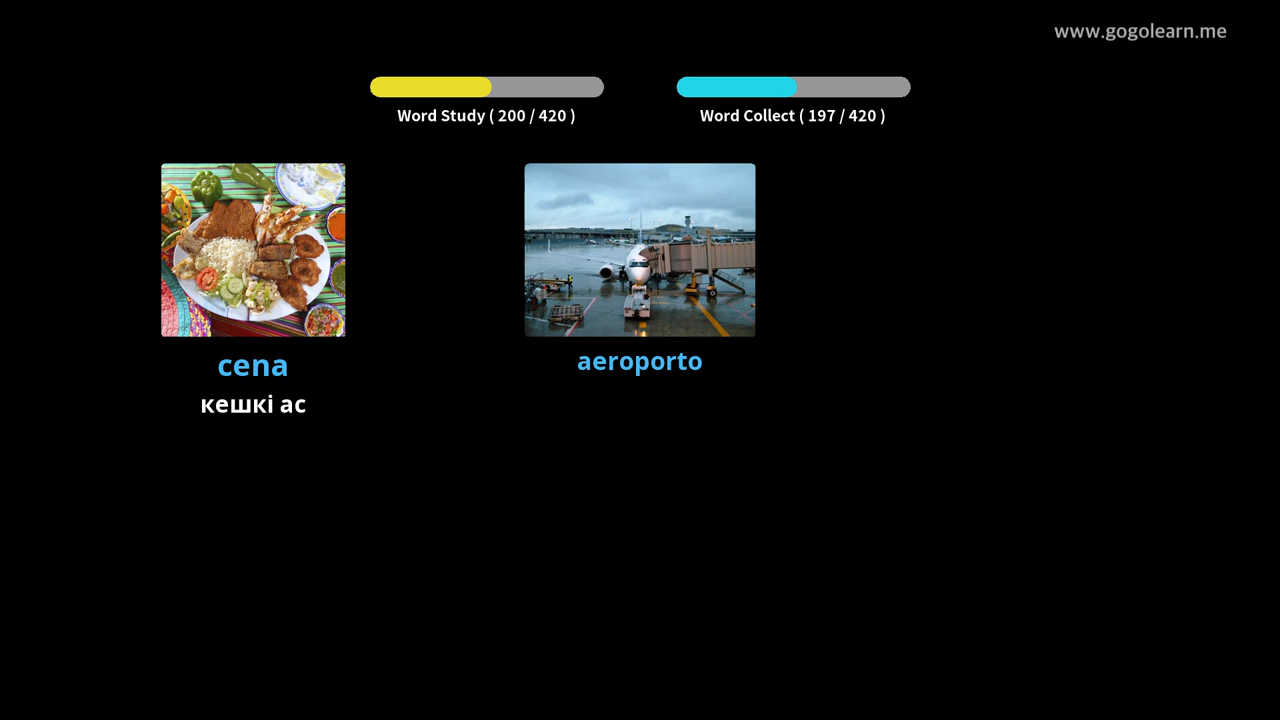 www.gogolearn.me
Word Study ( 200 / 420 )
Word Collect ( 197 / 420 )
cena
кешкі ас
aeroporto